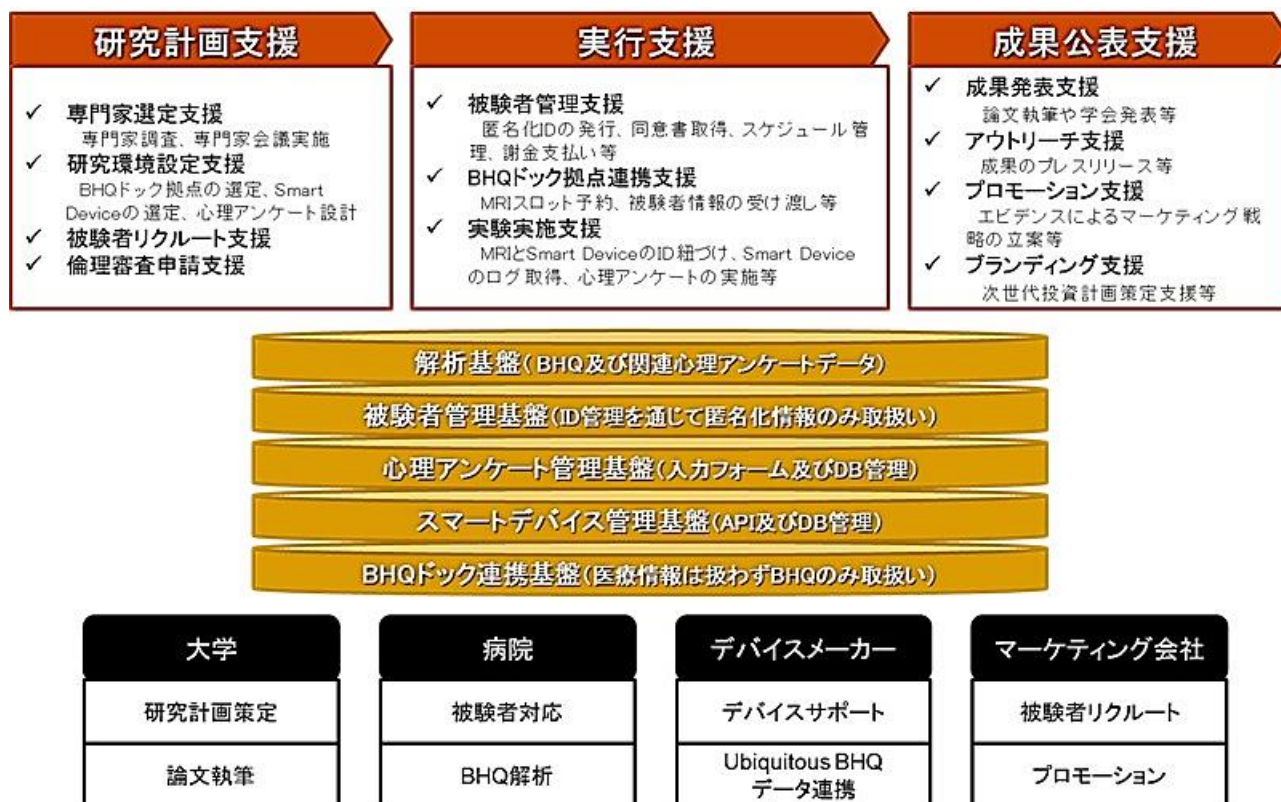 研究計画支援
専門家選定支援
専門家調査、専門家会議実施
研究環境設定支援
BHQドック拠点の選定、Smart
Deviceの選定、心理アンケート設計
被験者リクルート支援
倫理審査申請支援
実行支援
被験者管理支援
匿名化IDの発行、同意書取得、スケジュール管
理、謝金支払い等
BHQドック拠点連携支援
MRIスロット予約、被験者情報の受け渡し等
実験実施支援
MRIとSmart DeviceのID紐づけ、Smart Device
のログ取得、心理アンケートの実施等
成果公表支援
成果発表支援
論文執筆や学会発表等
アウトリーチ支援
成果のプレスリリース等
プロモーション支援
エビデンスによるマーケティング戦
略の立案等
ブランディング支援
次世代投資計画策定支援等
解析基盤(BHQ及び関連心理アンケートデータ)
被験者管理基盤(ID管理を通じて匿名化情報のみ取扱い)
心理アンケート管理基盤(入力フォーム及びDB管理)
スマートデバイス管理基盤(API及びDB管理)
BHQドック連携基盤(医療情報は扱わずBHQのみ取扱い)
大学
研究計画策定
論文執筆
病院
被験者対応
BHQ解析
デバイスメーカー
デバイスサポート
Ubiquitous BHQ
データ連携
マーケティング会社
被験者リクルート
プロモーション